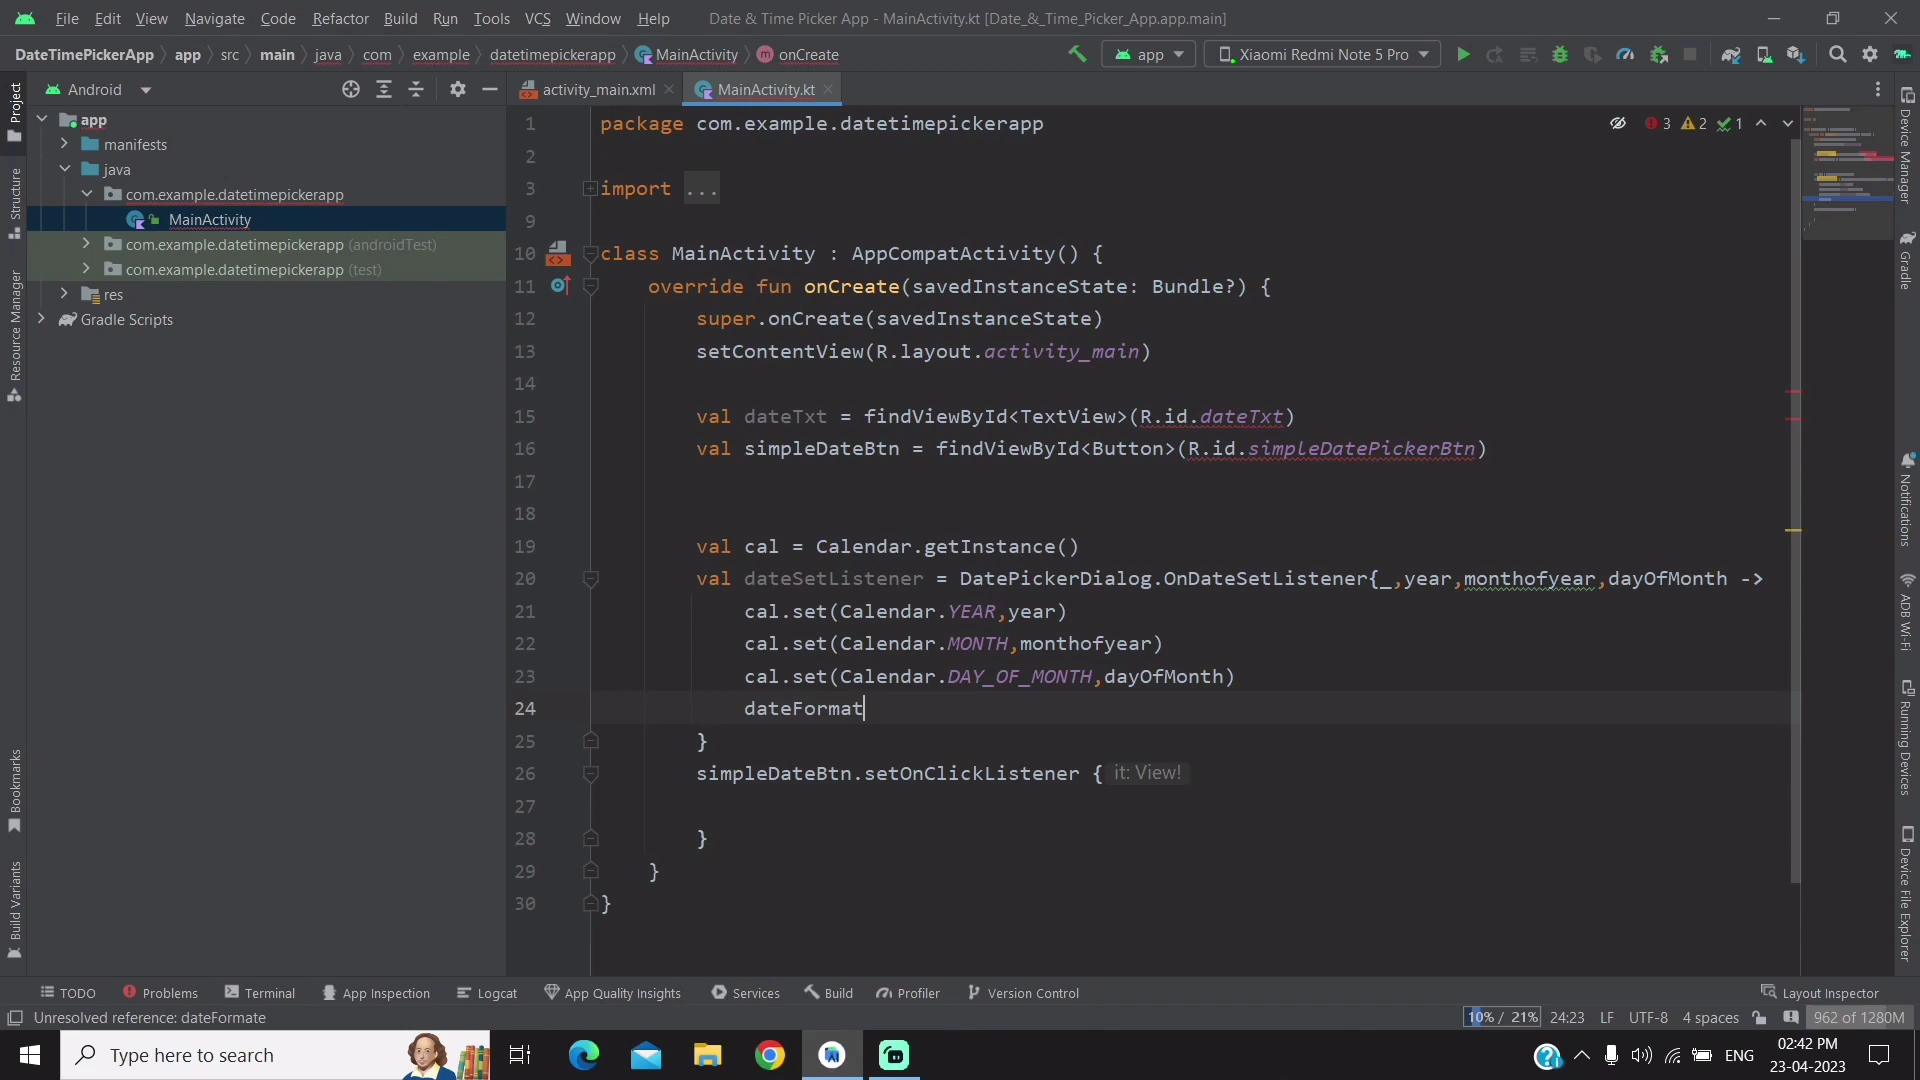 File Edit View Navigate Code Refactor Build Run Tools VCS Window Help Date & Time Picker App - MainActivity.kt [Date_&_Time_Picker_App.app.main]
DateTimePickerApp app src main java com example datetimepickerapp MainActivity onCreate app Xiaomi Redmi Note 5 Pro
Android
activity_main.xml MainActivity.kt
app
manifests
java
com.example.datetimepickerapp
MainActivity
com.example.datetimepickerapp (androidTest)
com.example.datetimepickerapp (test)
res
Gradle Scripts
Project
Structure
Resource Manager
Bookmarks
Build Variants
3 2 1
1 package com.example.datetimepickerapp
2
3 import ...
9
10 class MainActivity : AppCompatActivity() {
11 override fun onCreate(savedInstanceState: Bundle?) {
12 super.onCreate(savedInstanceState)
13 setContentView(R.layout.activity_main)
14
15 val dateTxt = findViewById<TextView>(R.id.dateTxt)
16 val simpleDateBtn = findViewById<Button>(R.id.simpleDatePickerBtn)
17
18
19 val cal = Calendar.getInstance()
20 val dateSetListener = DatePickerDialog.OnDateSetListener{_,year,monthofyear,dayOfMonth ->
21 cal.set(Calendar.YEAR,year)
22 cal.set(Calendar.MONTH,monthofyear)
23 cal.set(Calendar.DAY_OF_MONTH,dayOfMonth)
24 dateFormat
25 }
26 simpleDateBtn.setOnClickListener { it: View!
27
28 }
29 }
30 }
Device Manager
Gradle
Notifications
ADB Wi-Fi
Running Devices
Device File Explorer
TODO Problems Terminal App Inspection Logcat App Quality Insights Services Build Profiler Version Control Layout Inspector
Unresolved reference: dateFormate 10% / 21% 24:23 LF UTF-8 4 spaces 962 of 1280M
Type here to search ENG 02:42 PM
23-04-2023